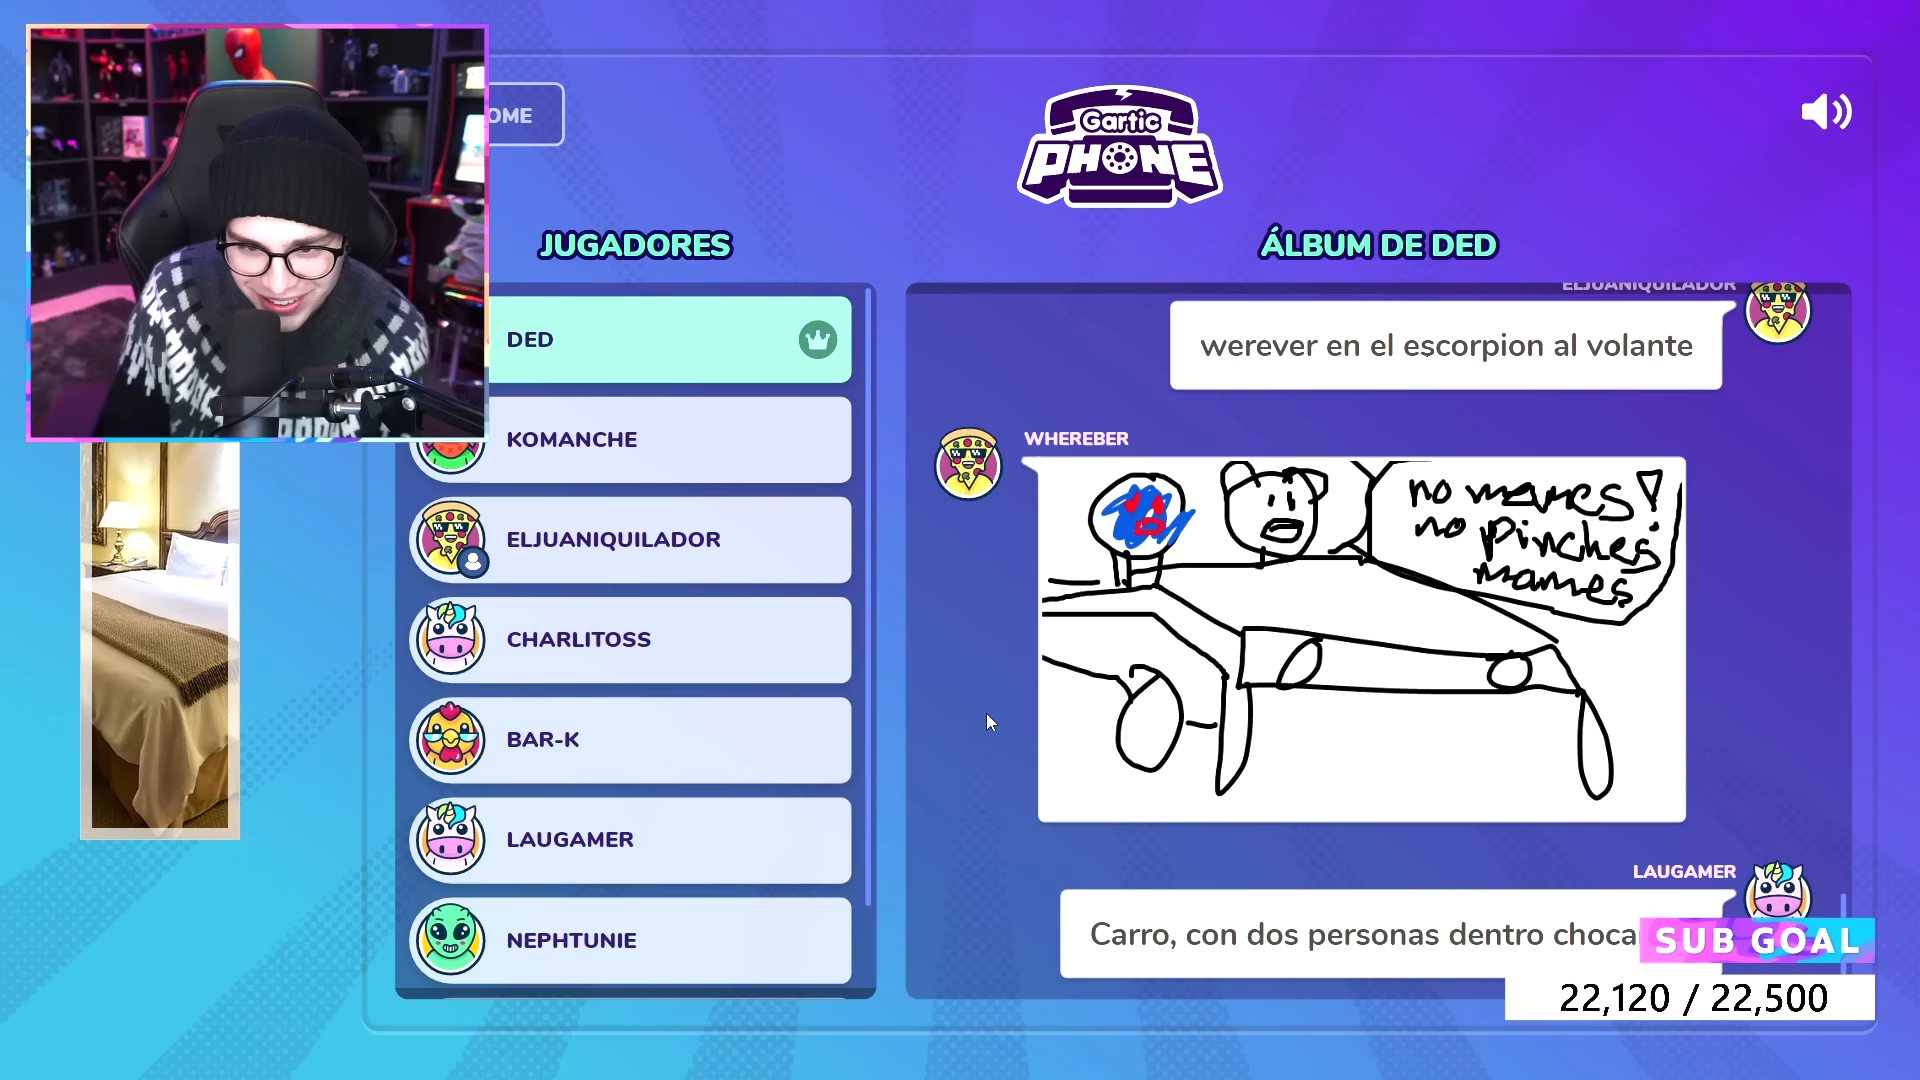 OME
Gartic
PHONE
JUGADORES
DED
KOMANCHE
ELJUANIQUILADOR
CHARLITOSS
BAR-K
LAUGAMER
NEPHTUNIE
ÁLBUM DE DED
ELJUANIQUILADOR
werever en el escorpion al volante
WHEREBER
no mames!
no pinches
mames
LAUGAMER
Carro, con dos personas dentro choca
SUB GOAL
22,120 / 22,500